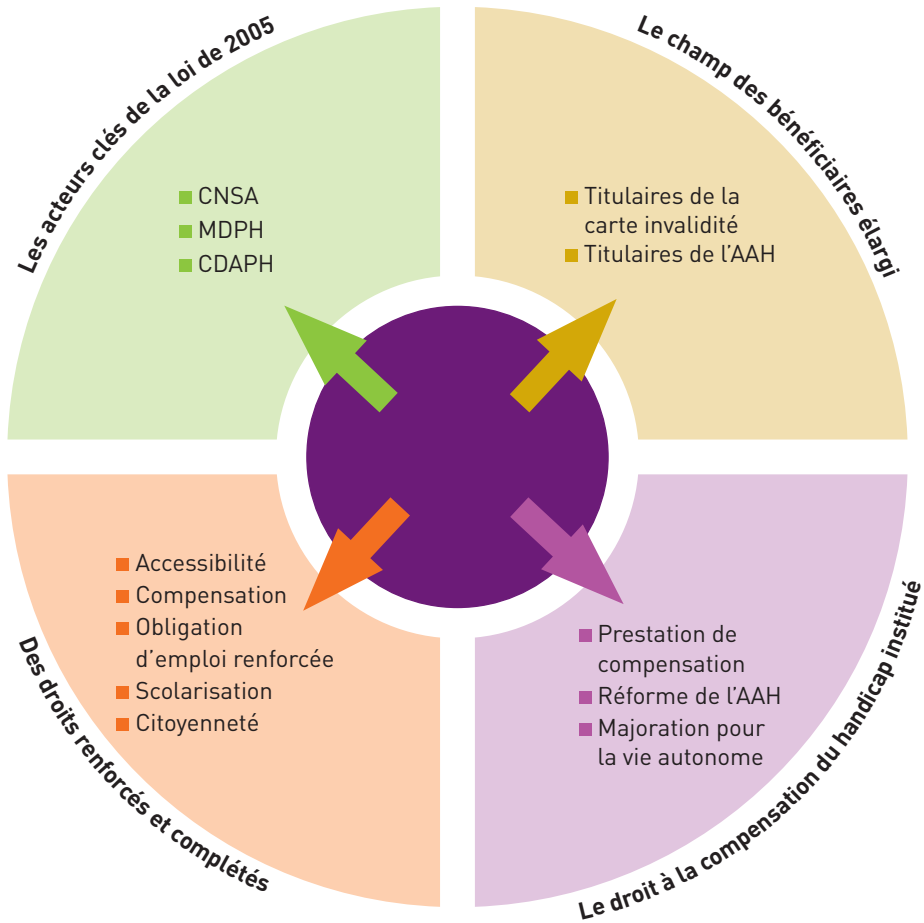 Les acteurs clés de la loi de 2005
■ CNSA
■ MDPH
■ CDAPH
Le champ des bénéficiaires élargi
■ Titulaires de la
carte invalidité
■ Titulaires de l’AAH
Des droits renforcés et complétés
■ Accessibilité
■ Compensation
■ Obligation
d’emploi renforcée
■ Scolarisation
■ Citoyenneté
Le droit à la compensation du handicap institué
■ Prestation de
compensation
■ Réforme de l’AAH
■ Majoration pour
la vie autonome